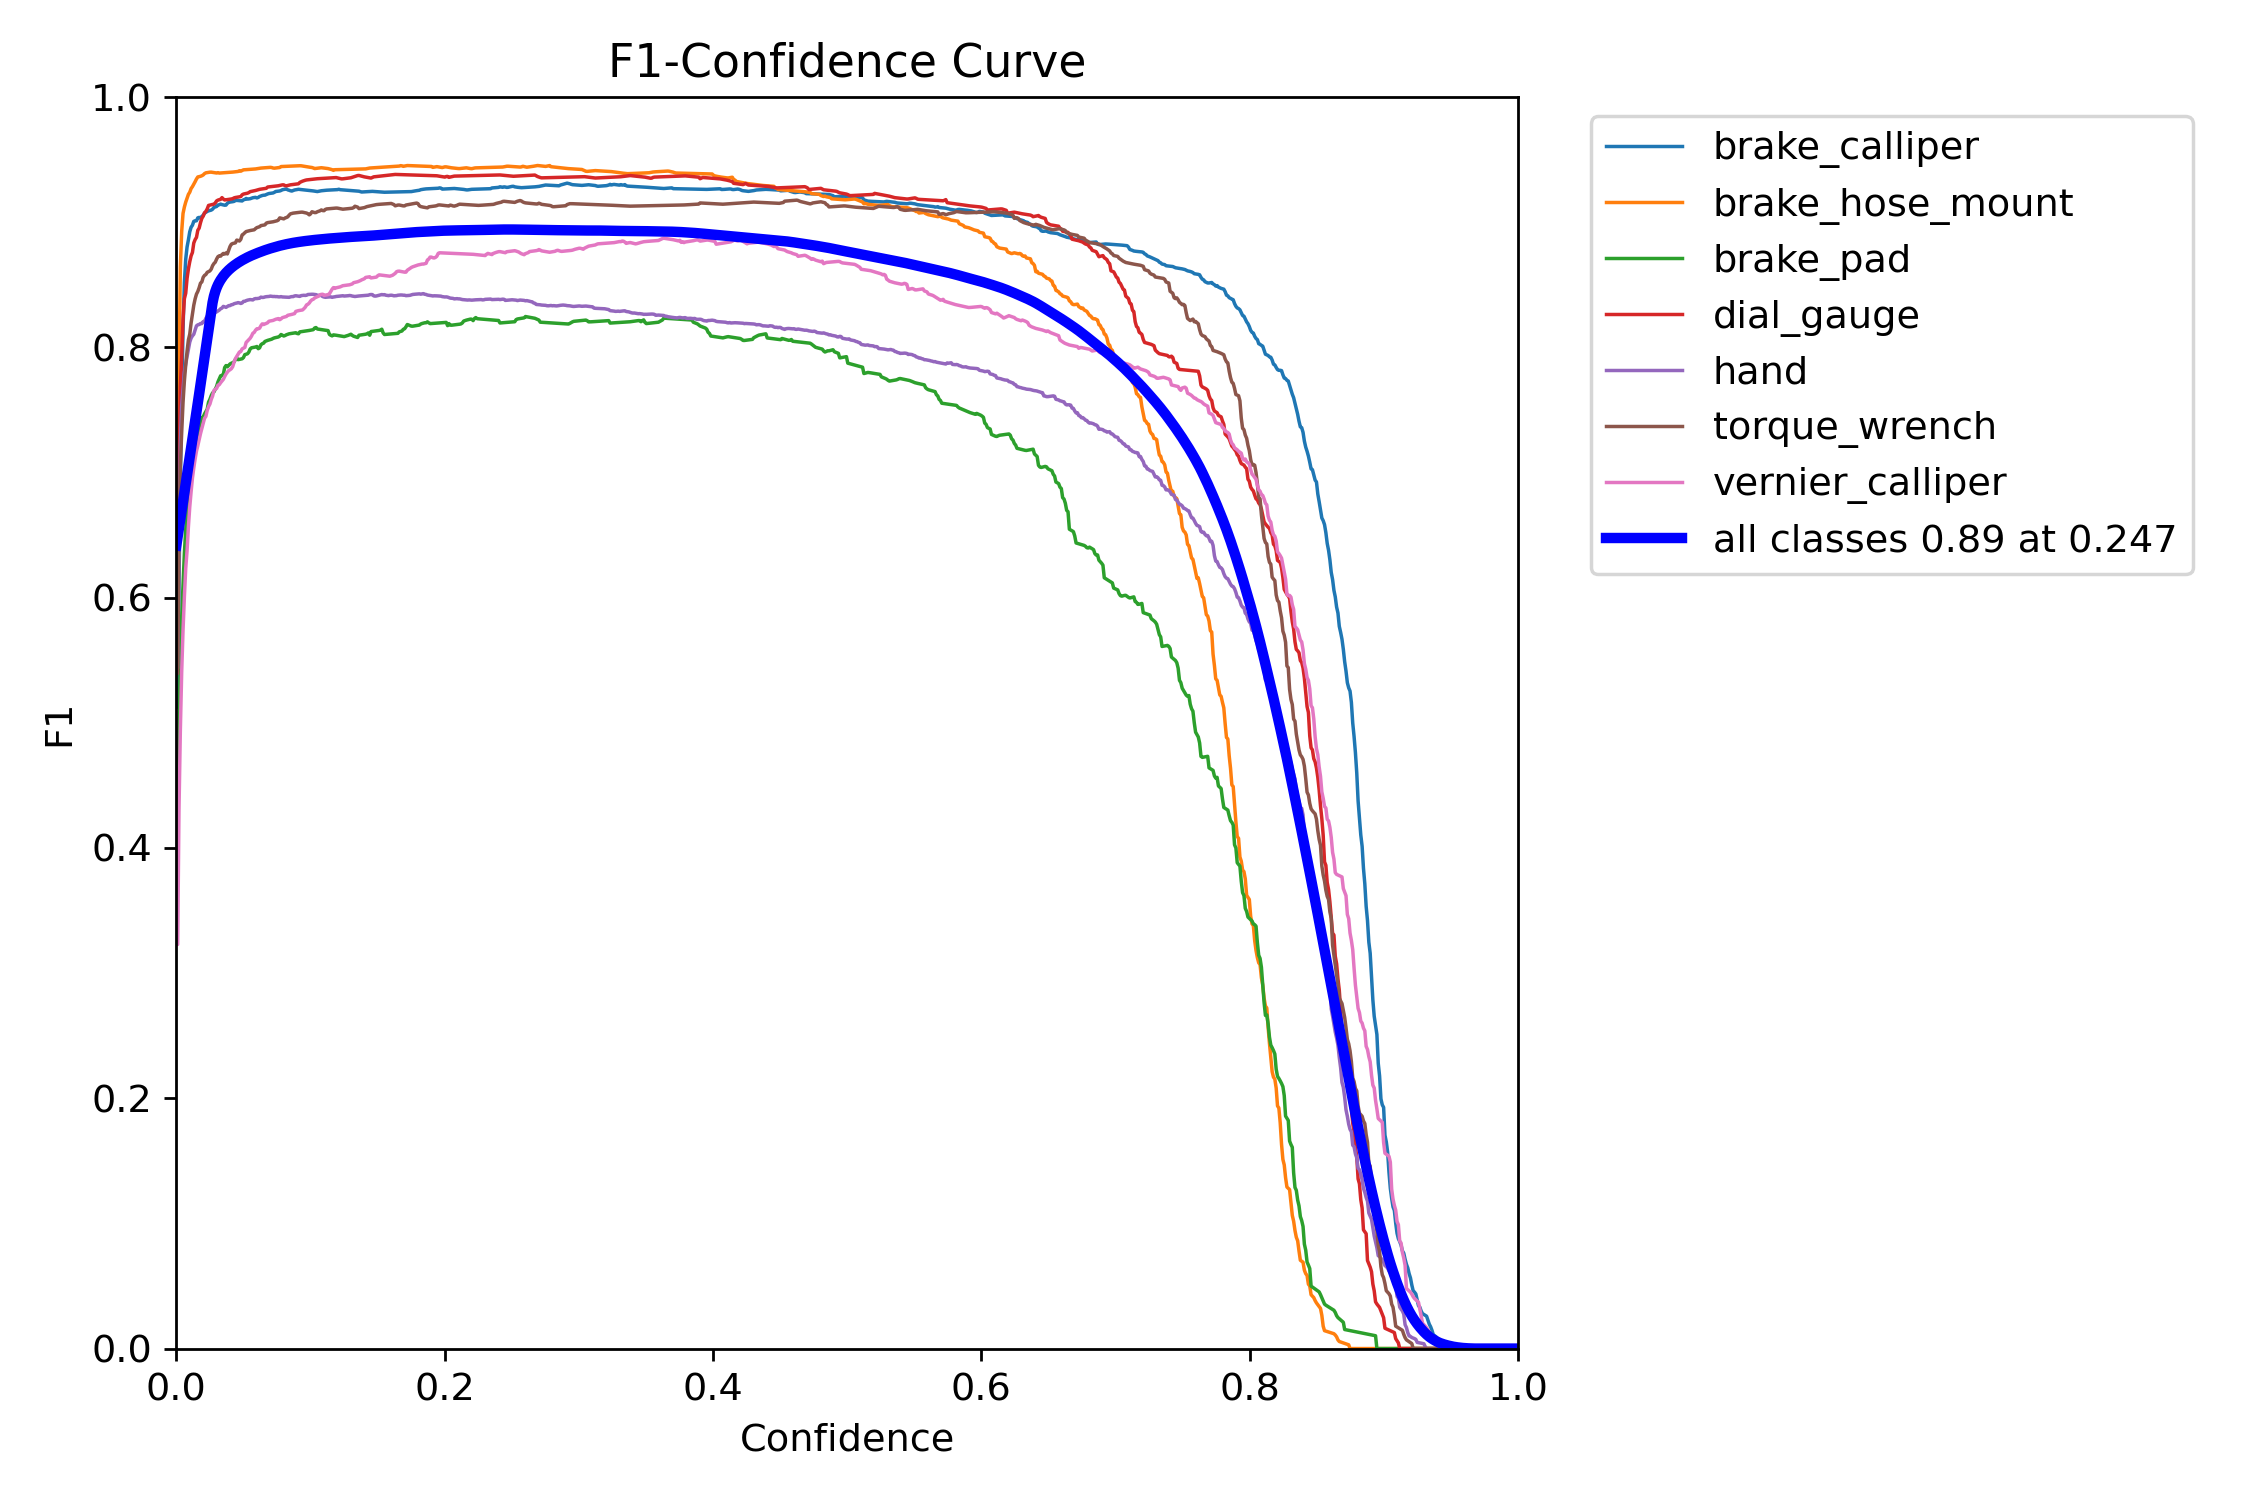 F1-Confidence Curve
1.0
0.8
0.6
0.4
0.2
0.0
F1
0.0 0.2 0.4 0.6 0.8 1.0
Confidence
brake_calliper
brake_hose_mount
brake_pad
dial_gauge
hand
torque_wrench
vernier_calliper
all classes 0.89 at 0.247